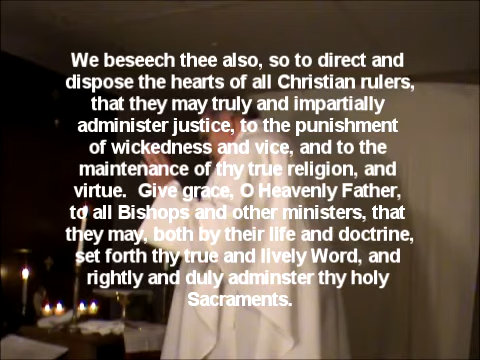 We beseech thee also, so to direct and
dispose the hearts of all Christian rulers,
that they may truly and impartially
administer justice, to the punishment
of wickedness and vice, and to the
maintenance of thy true religion, and
virtue. Give grace, O Heavenly Father,
to all Bishops and other ministers, that
they may, both by their life and doctrine,
set forth thy true and lively Word, and
rightly and duly adminster thy holy
Sacraments.